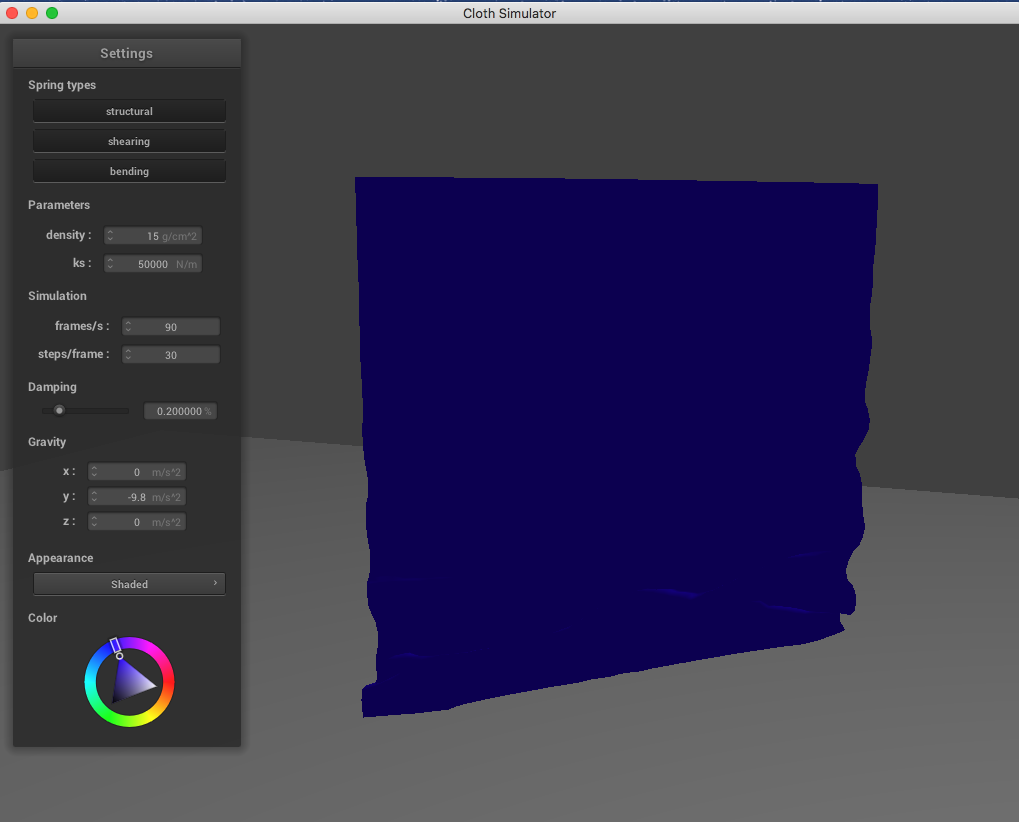 Cloth Simulator
Settings
Spring types
structural
shearing
bending
Parameters
density : 15 g/cm^2
ks : 50000 N/m
Simulation
frames/s : 90
steps/frame : 30
Damping
0.200000 %
Gravity
x : 0 m/s^2
y : -9.8 m/s^2
z : 0 m/s^2
Appearance
Shaded ›
Color